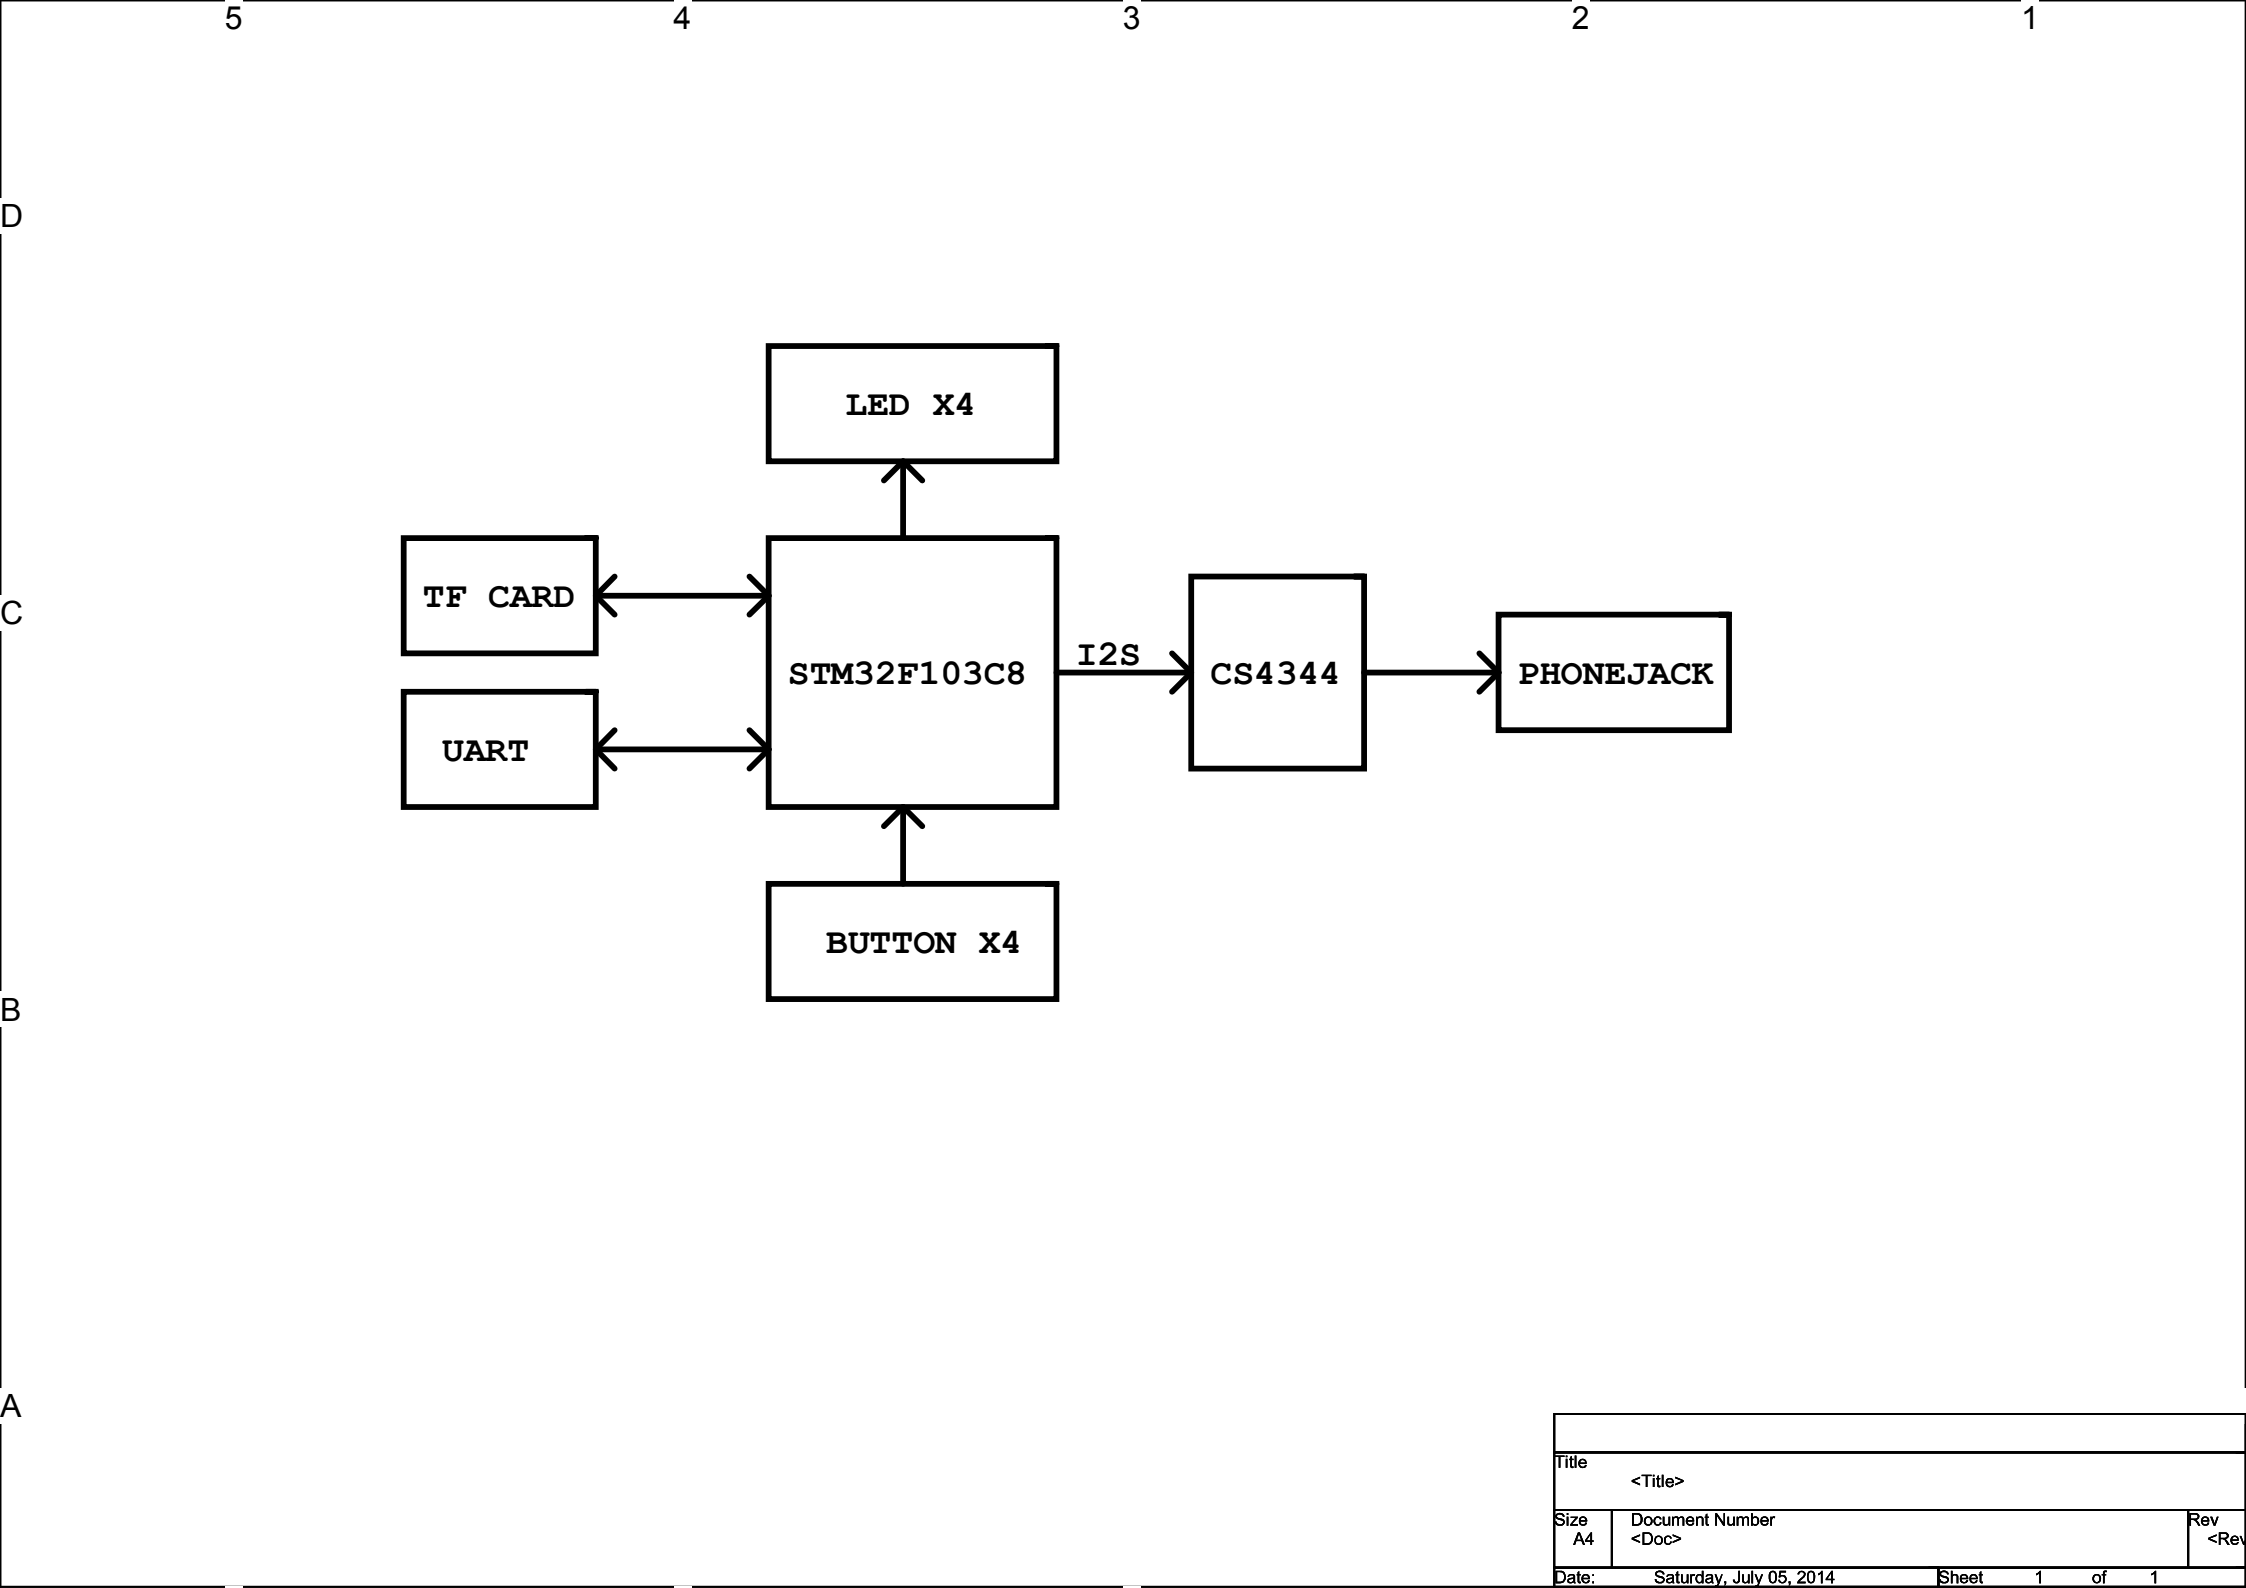 5 4 3 2 1
D
LED X4
TF CARD
C
I2S
STM32F103C8
CS4344
PHONEJACK
UART
BUTTON X4
B
A
Title
<Title>
Size
Document Number
Rev
A4
<Doc>
<Rev
Date:
Saturday, July 05, 2014
Sheet
1 of 1